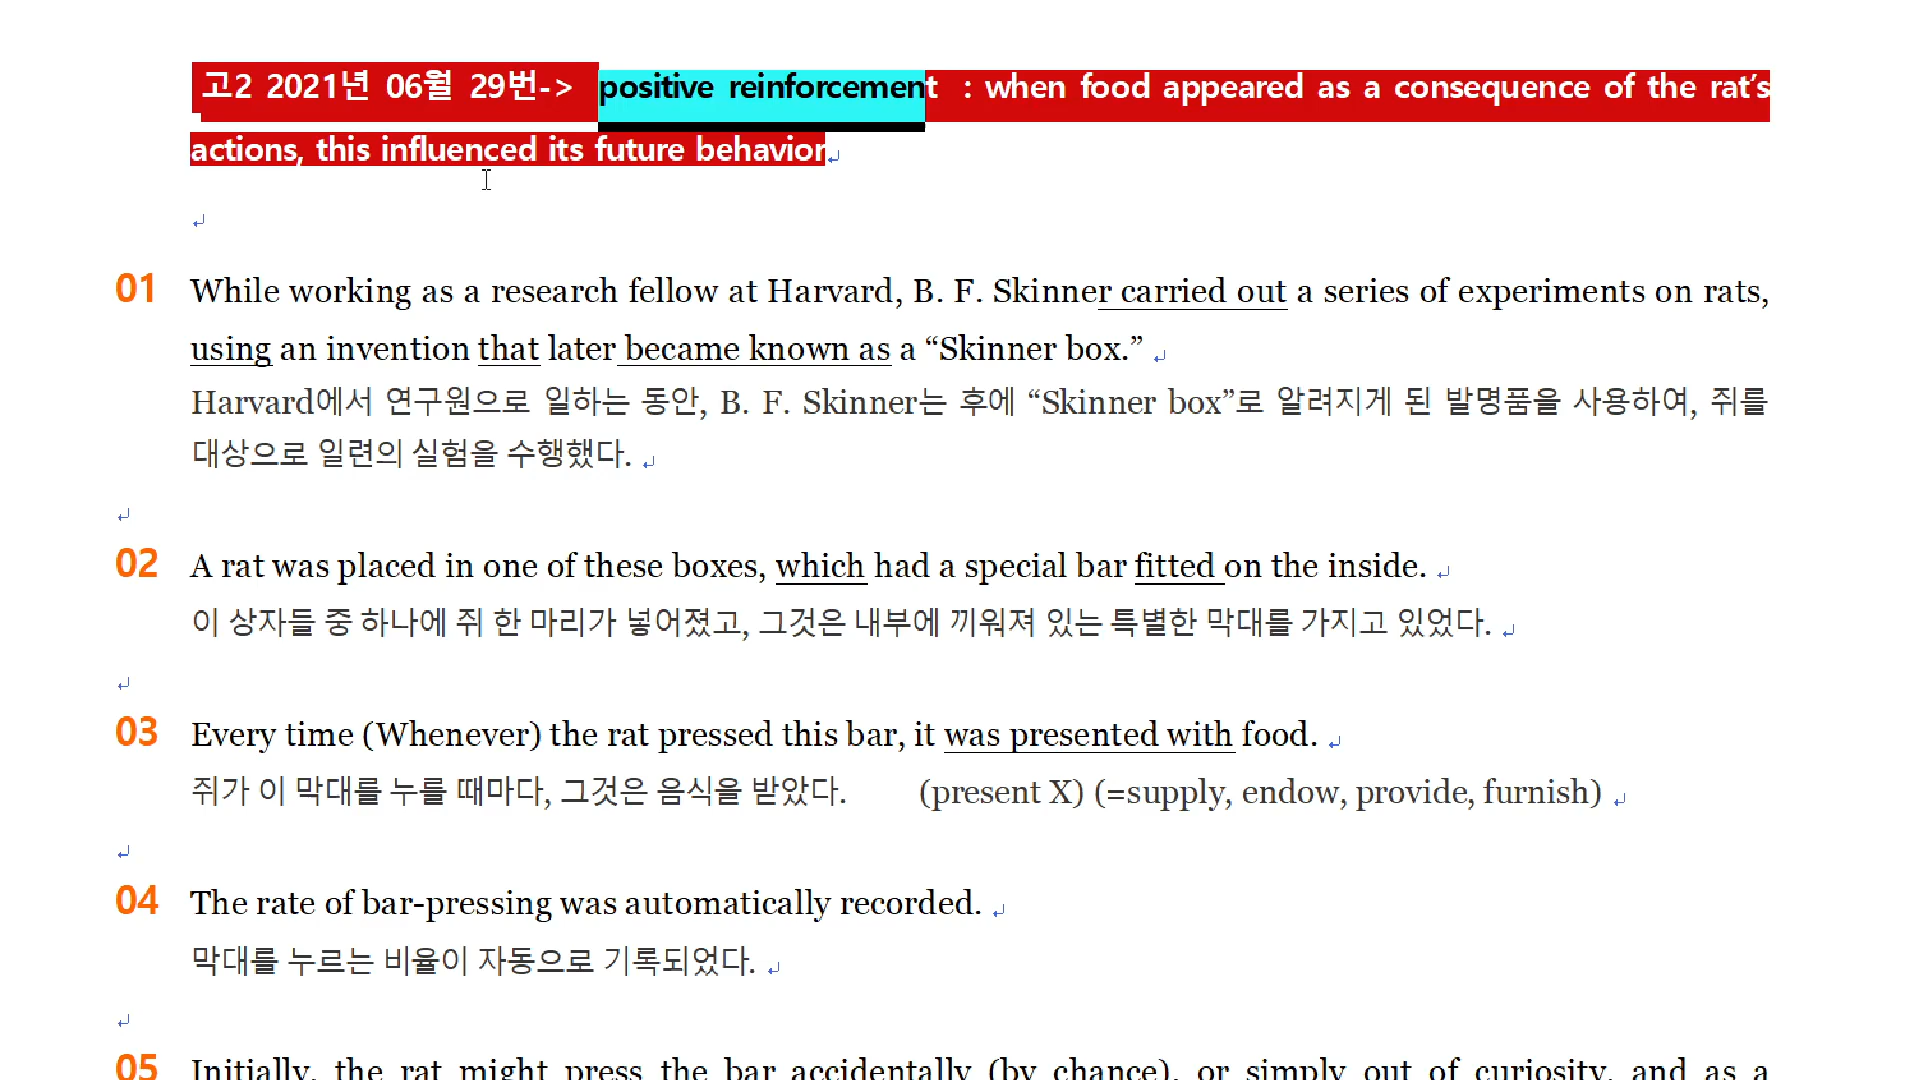 고2 2021년 06월 29번-> positive reinforcement : when food appeared as a consequence of the rat's
actions, this influenced its future behavior
01 While working as a research fellow at Harvard, B. F. Skinner carried out a series of experiments on rats,
using an invention that later became known as a “Skinner box.”
Harvard에서 연구원으로 일하는 동안, B. F. Skinner는 후에 “Skinner box”로 알려지게 된 발명품을 사용하여, 쥐를
대상으로 일련의 실험을 수행했다.
02 A rat was placed in one of these boxes, which had a special bar fitted on the inside.
이 상자들 중 하나에 쥐 한 마리가 넣어졌고, 그것은 내부에 끼워져 있는 특별한 막대를 가지고 있었다.
03 Every time (Whenever) the rat pressed this bar, it was presented with food.
쥐가 이 막대를 누를 때마다, 그것은 음식을 받았다. (present X) (=supply, endow, provide, furnish)
04 The rate of bar-pressing was automatically recorded.
막대를 누르는 비율이 자동으로 기록되었다.
05 Initially, the rat might press the bar accidentally (by chance), or simply out of curiosity, and as a